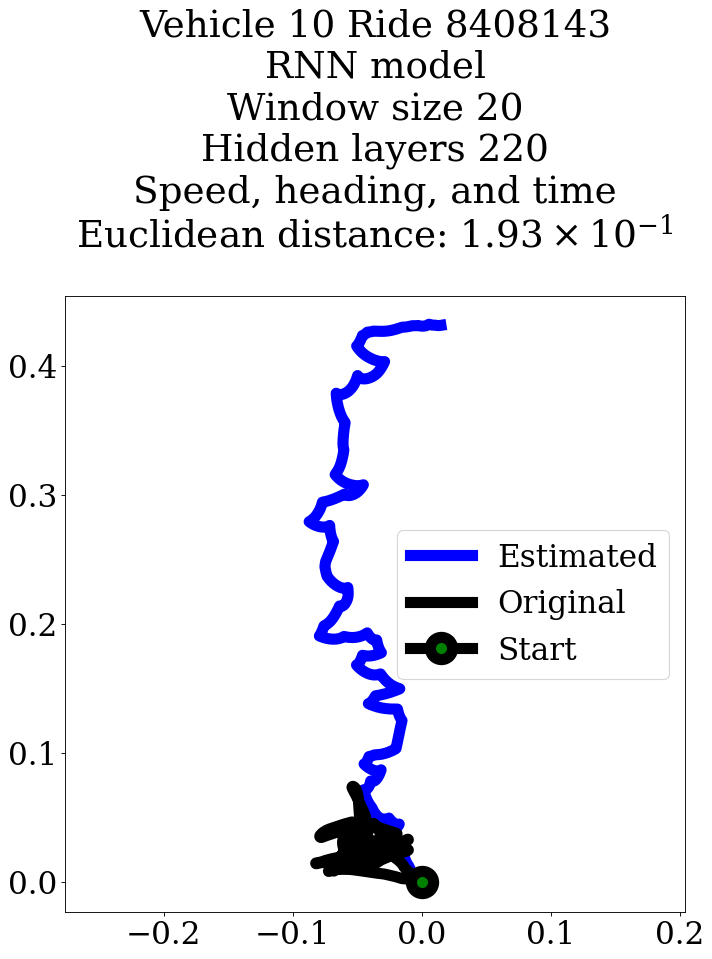 Vehicle 10 Ride 8408143
RNN model
Window size 20
Hidden layers 220
Speed, heading, and time
Euclidean distance: 1.93 × 10⁻¹
0.4
0.3
0.2
0.1
0.0
Estimated
Original
Start
−0.2
−0.1
0.0
0.1
0.2